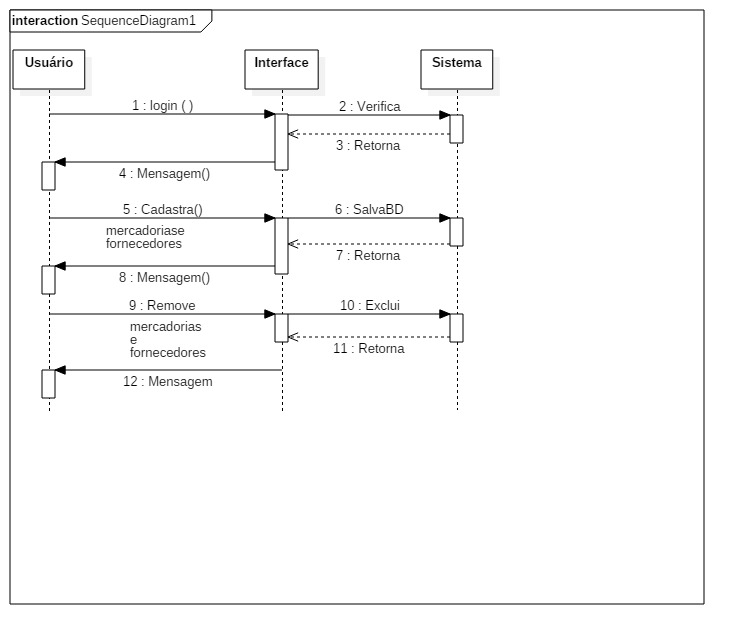 interaction SequenceDiagram1
Usuário
Interface
Sistema
1 : login ( )
2 : Verifica
3 : Retorna
4 : Mensagem()
5 : Cadastra()
6 : SalvaBD
mercadoriase
fornecedores
7 : Retorna
8 : Mensagem()
9 : Remove
10 : Exclui
mercadorias
e
fornecedores
11 : Retorna
12 : Mensagem